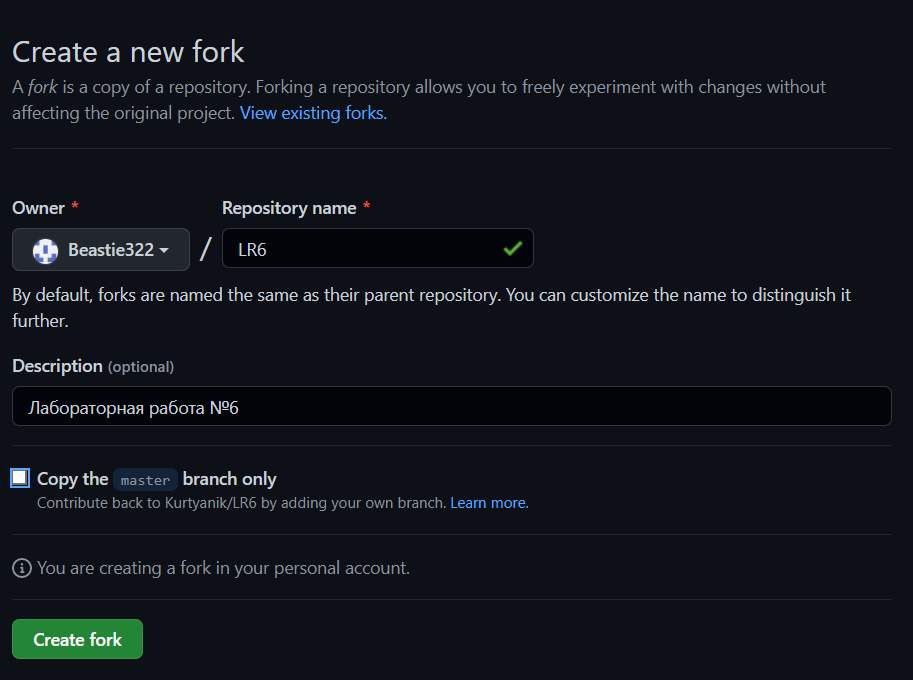 Create a new fork
A fork is a copy of a repository. Forking a repository allows you to freely experiment with changes without
affecting the original project. View existing forks.
Owner * Repository name *
Beastie322 / LR6
By default, forks are named the same as their parent repository. You can customize the name to distinguish it
further.
Description (optional)
Лабораторная работа №6
Copy the master branch only
Contribute back to Kurtyanik/LR6 by adding your own branch. Learn more.
You are creating a fork in your personal account.
Create fork